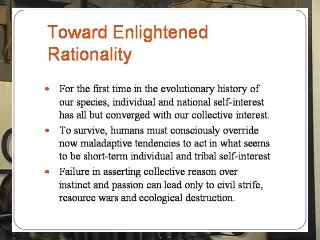 Toward Enlightened
Rationality
For the first time in the evolutionary history of
our species, individual and national self-interest
has all but converged with our collective interest.
To survive, humans must consciously override
now maladaptive tendencies to act in what seems
to be short-term individual and tribal self-interest
Failure in asserting collective reason over
instinct and passion can lead only to civil strife,
resource wars and ecological destruction.